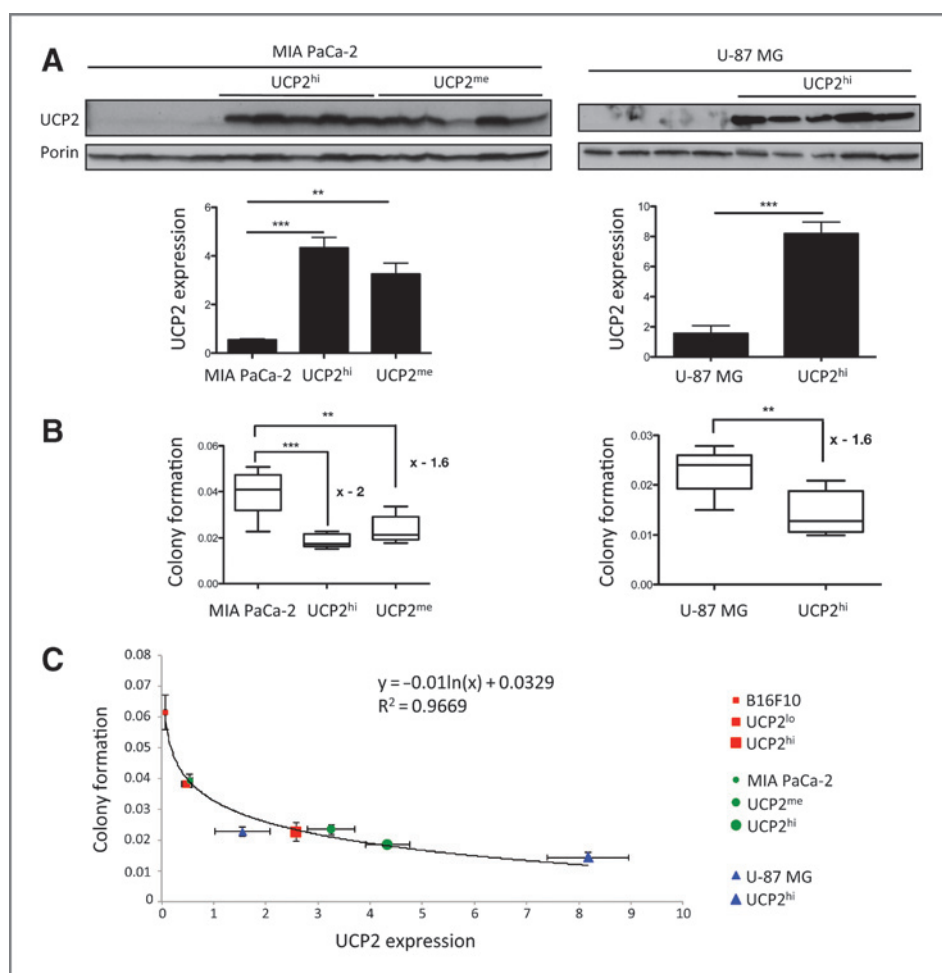 A
MIA PaCa-2
UCP2hi
UCP2me
UCP2
Porin
U-87 MG
UCP2hi
UCP2 expression
6
4
2
0
**
***
MIA PaCa-2 UCP2hi UCP2me
UCP2 expression
10
8
6
4
2
0
***
U-87 MG UCP2hi
B
Colony formation
0.06
0.04
0.02
0.00
**
***
x - 2
x - 1.6
MIA PaCa-2 UCP2hi UCP2me
Colony formation
0.03
0.02
0.01
0.00
**
x - 1.6
U-87 MG UCP2hi
C
Colony formation
0.08
0.07
0.06
0.05
0.04
0.03
0.02
0.01
0
y = –0.01ln(x) + 0.0329
R2 = 0.9669
0 1 2 3 4 5 6 7 8 9 10
UCP2 expression
B16F10
UCP2lo
UCP2hi
MIA PaCa-2
UCP2me
UCP2hi
U-87 MG
UCP2hi